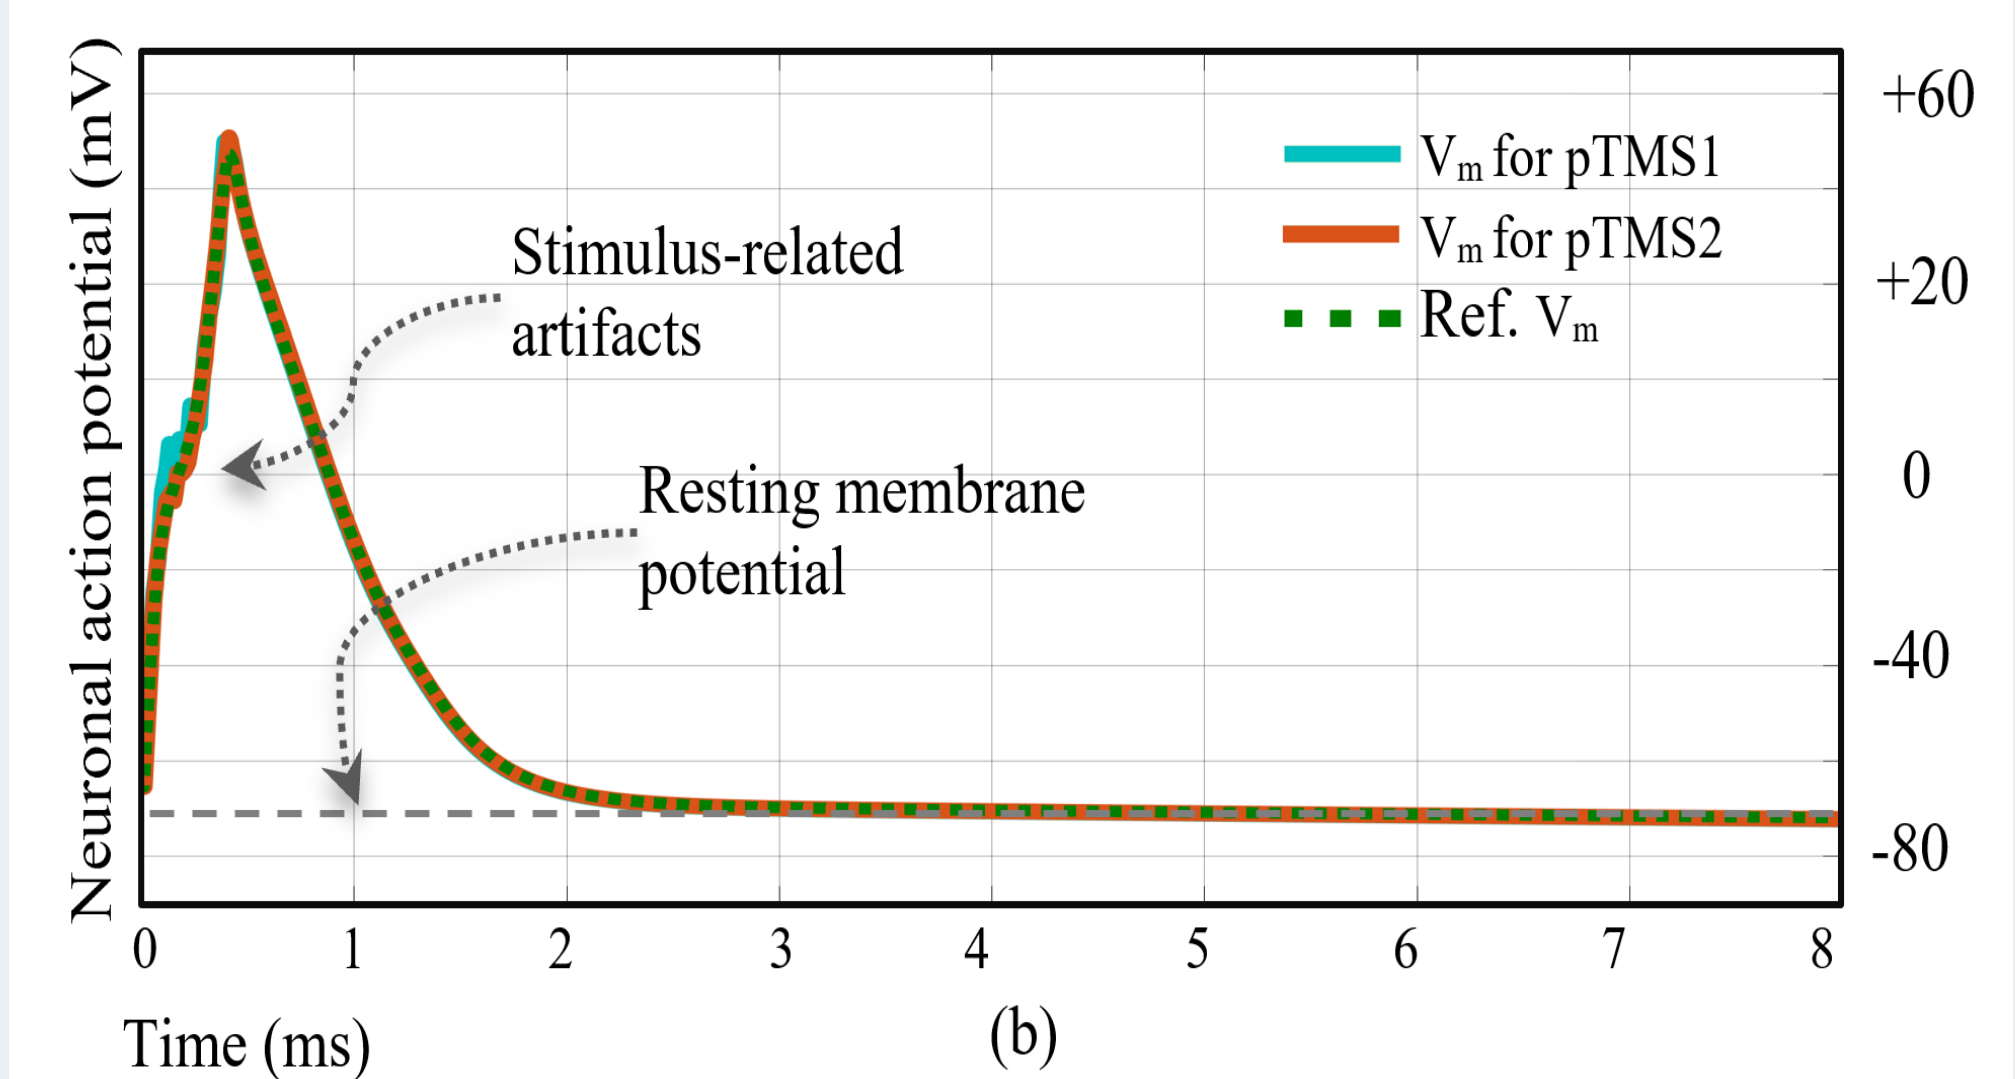 Neuronal action potential (mV)
+60
+20
0
-40
-80
Vm for pTMS1
Vm for pTMS2
Ref. Vm
Stimulus-related
artifacts
Resting membrane
potential
0 1 2 3 4 5 6 7 8
Time (ms)
(b)